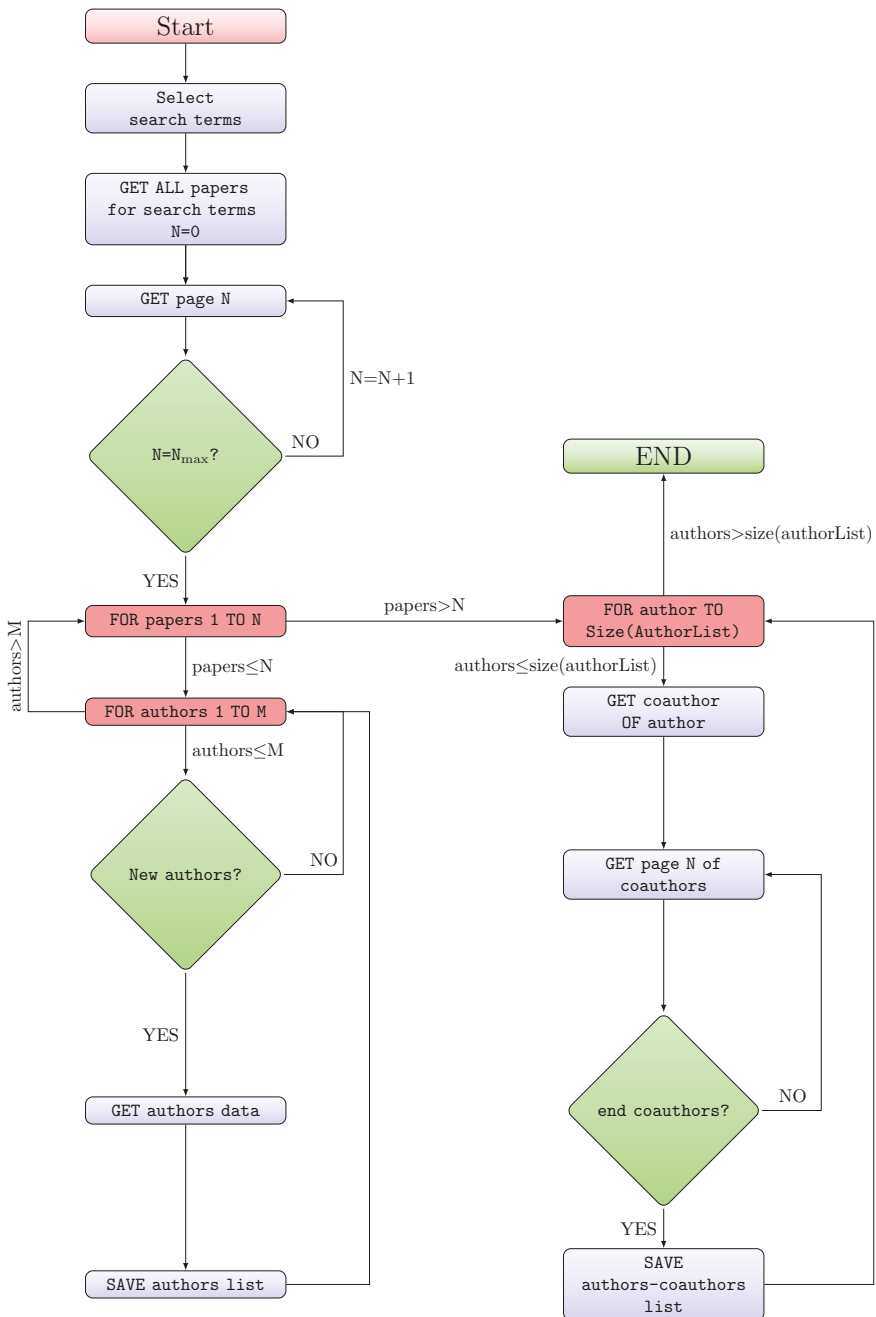 Start
Select
search terms
GET ALL papers
for search terms
N=0
GET page N
N=N+1
N=Nmax?
NO
YES
FOR papers 1 TO N
papers>N
papers≤N
authors>M
FOR authors 1 TO M
authors≤M
New authors?
NO
YES
GET authors data
SAVE authors list
END
authors>size(authorList)
FOR author TO
Size(AuthorList)
authors≤size(authorList)
GET coauthor
OF author
GET page N of
coauthors
end coauthors?
NO
YES
SAVE
authors-coauthors
list